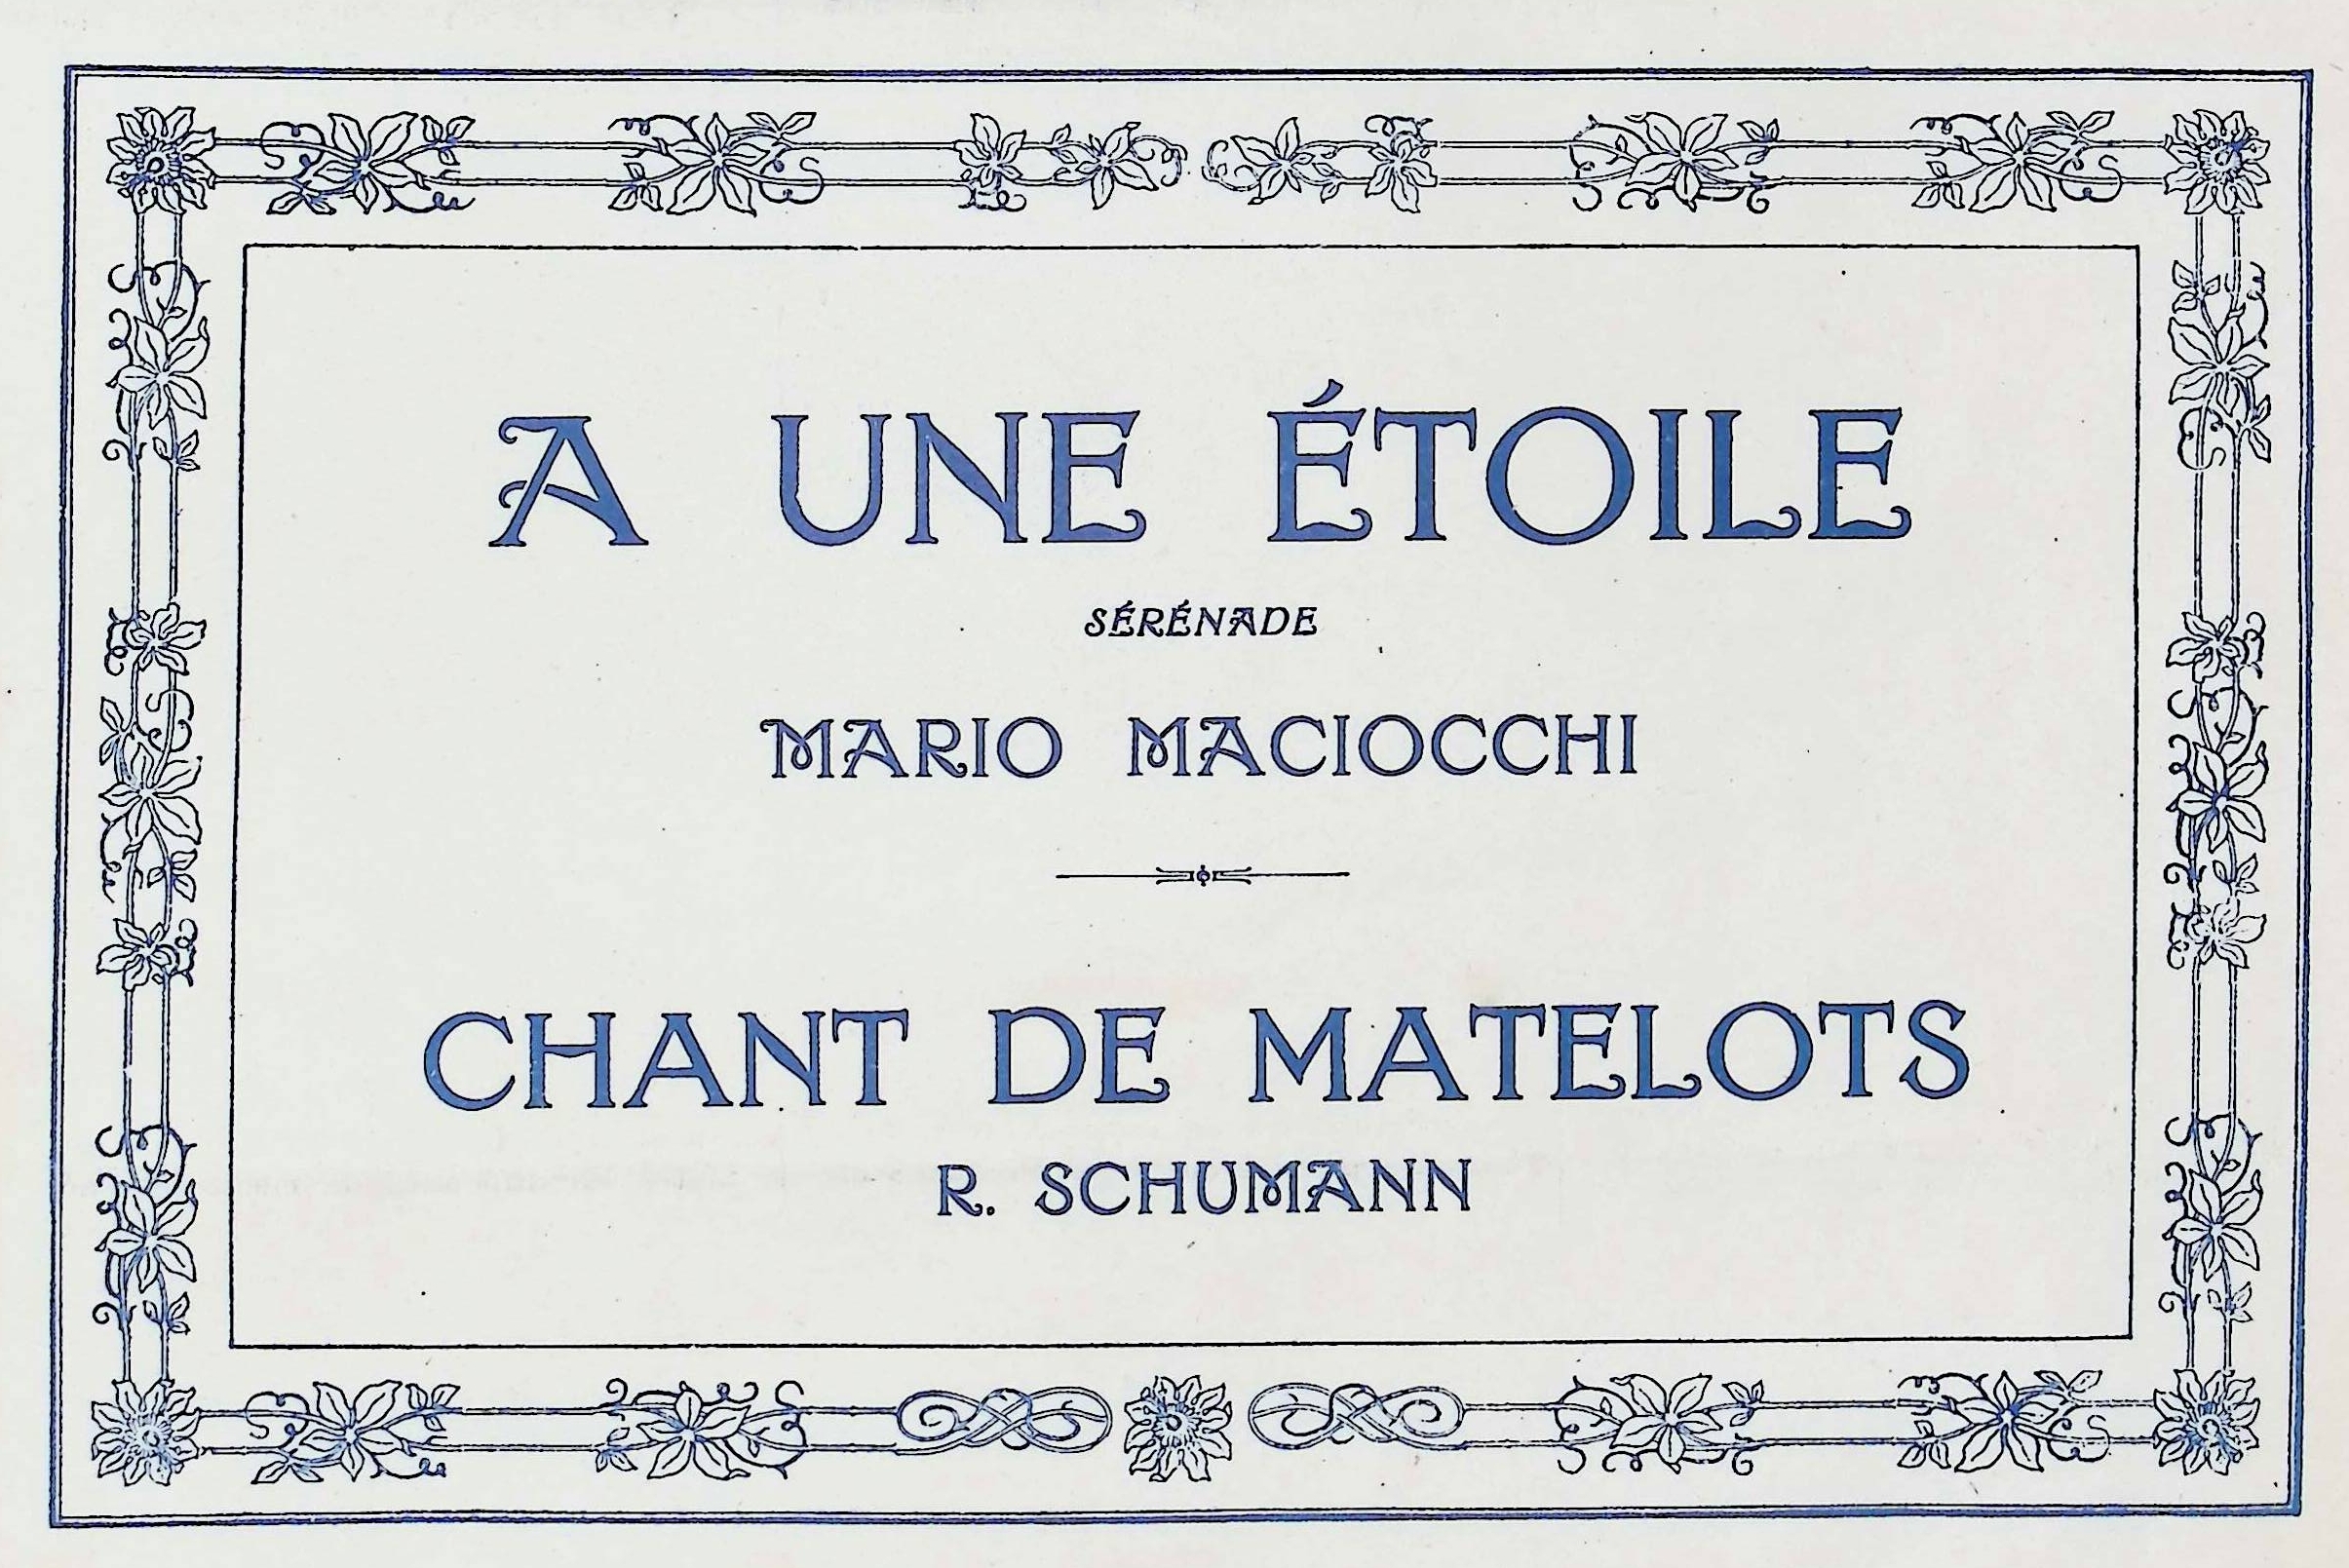 A UNE ÉTOILE
SÉRÉNADE
MARIO MACIOCCHI
CHANT DE MATELOTS
R. SCHUMANN